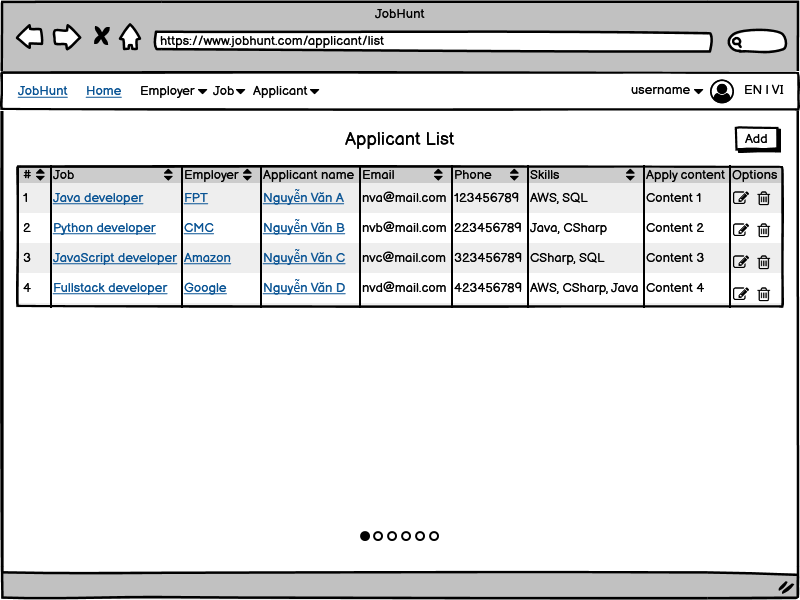 JobHunt
https://www.jobhunt.com/applicant/list
JobHunt Home Employer Job Applicant username EN | VI
Applicant List
Add
# Job Employer Applicant name Email Phone Skills Apply content Options
1 Java developer FPT Nguyễn Văn A nva@mail.com 123456789 AWS, SQL Content 1
2 Python developer CMC Nguyễn Văn B nvb@mail.com 223456789 Java, CSharp Content 2
3 JavaScript developer Amazon Nguyễn Văn C nvc@mail.com 323456789 CSharp, SQL Content 3
4 Fullstack developer Google Nguyễn Văn D nvd@mail.com 423456789 AWS, CSharp, Java Content 4